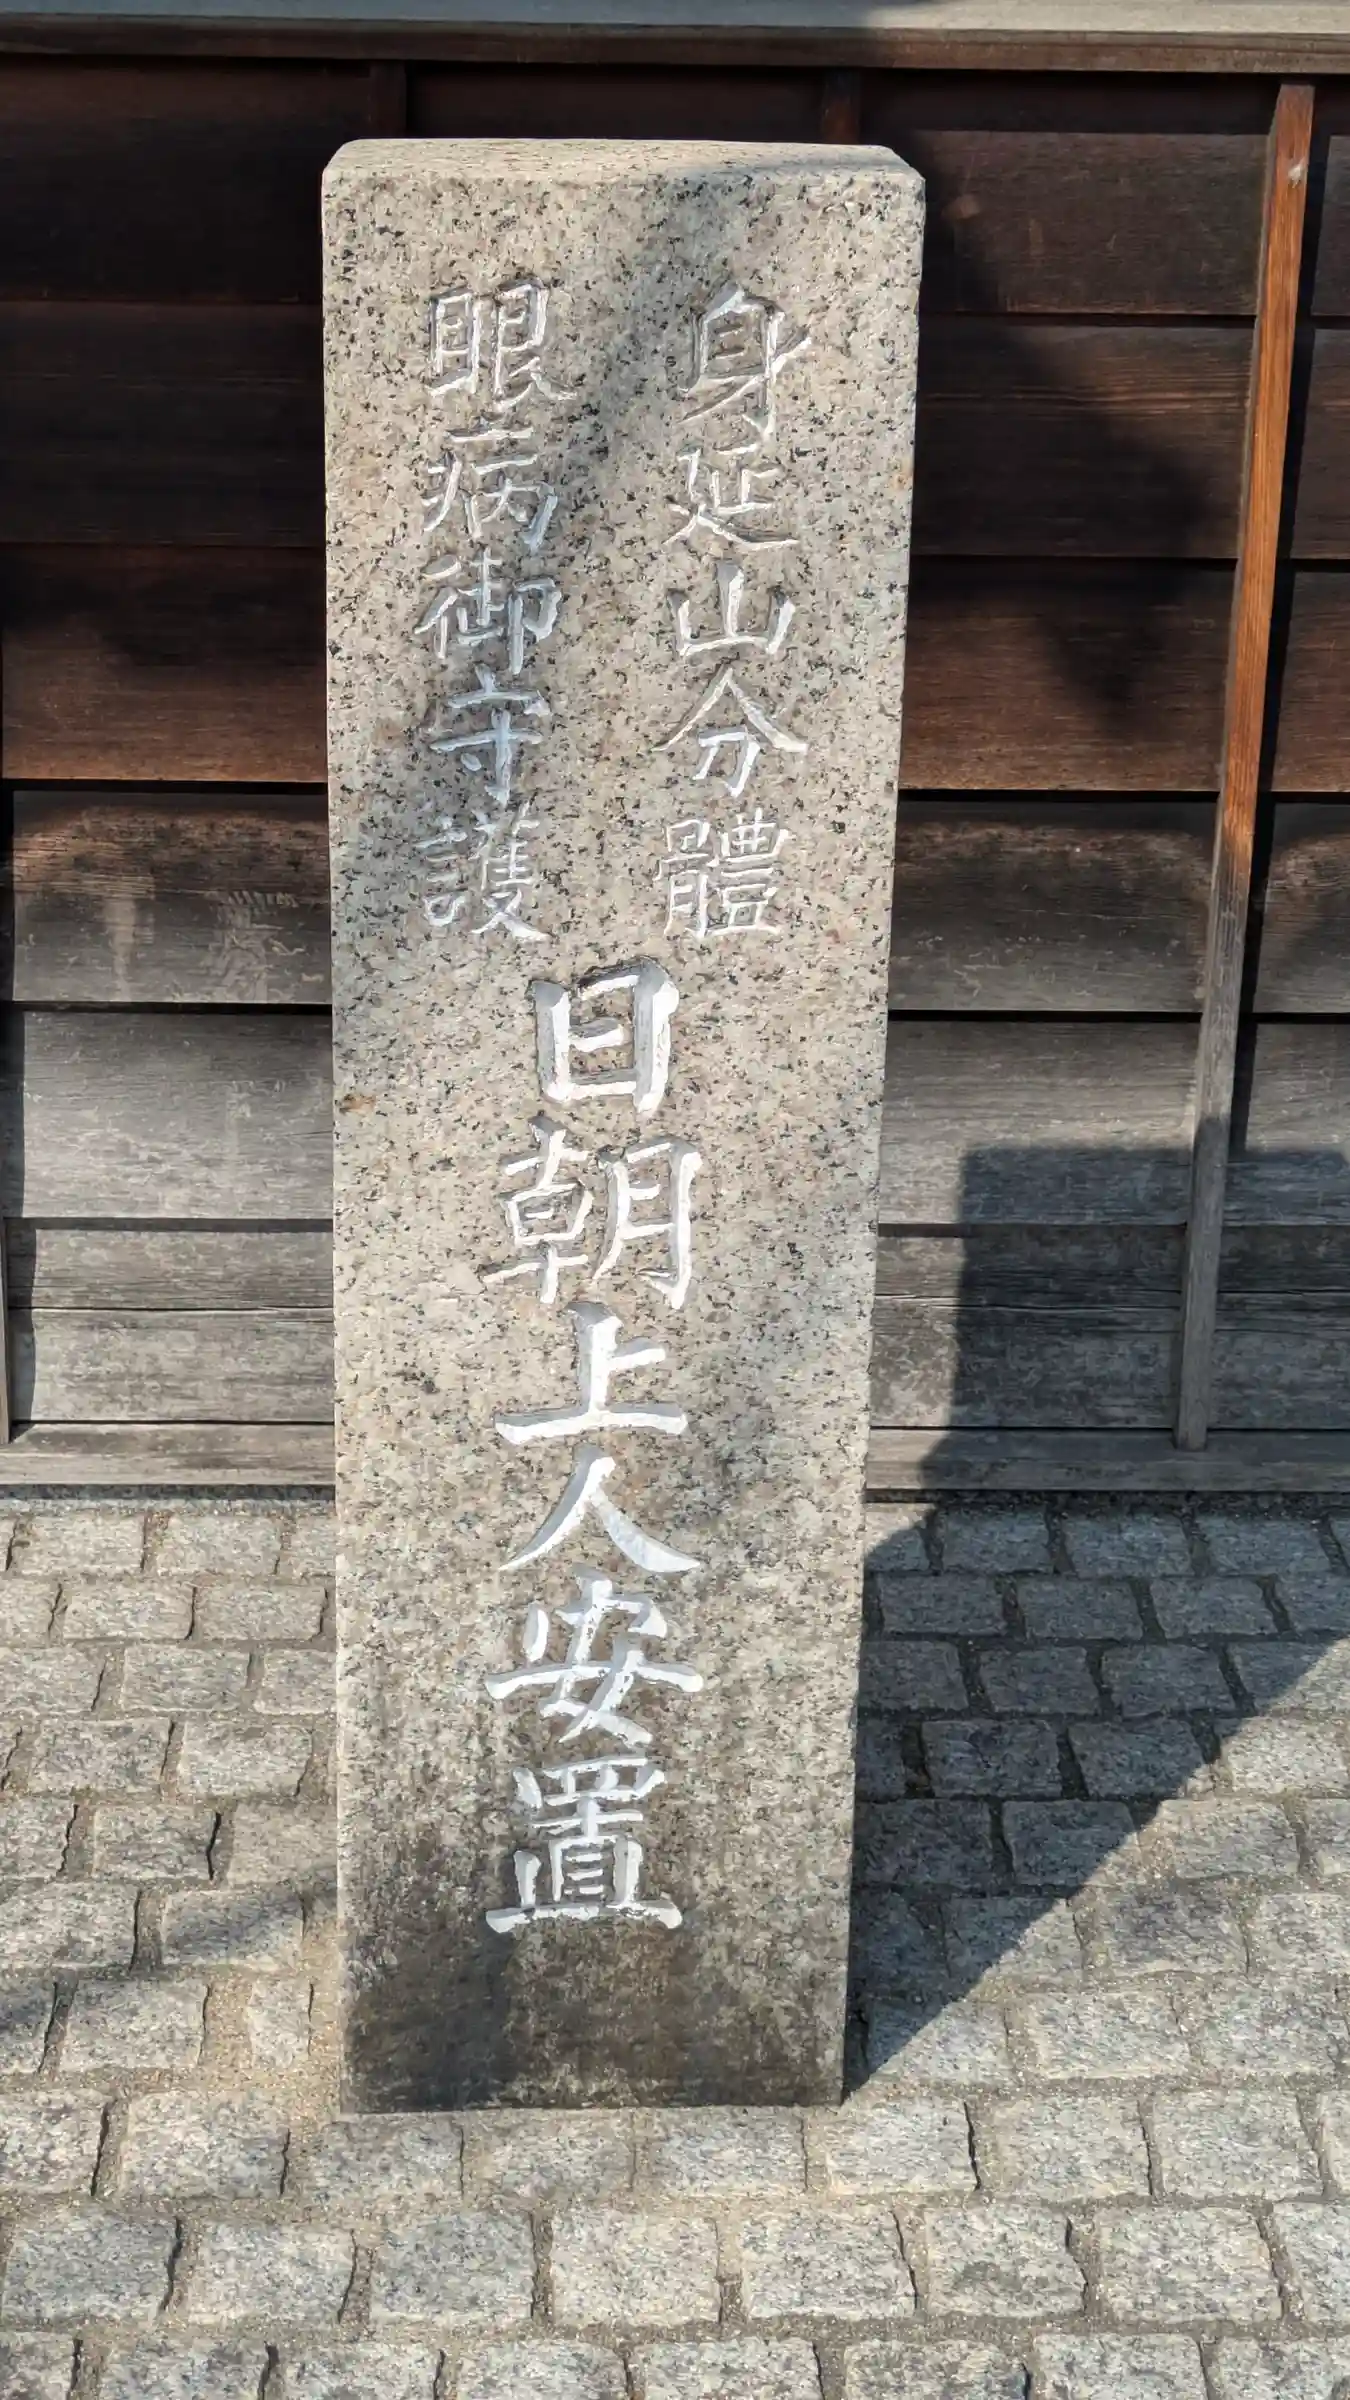 身延山分體
眼病御守護
日朝上人安置